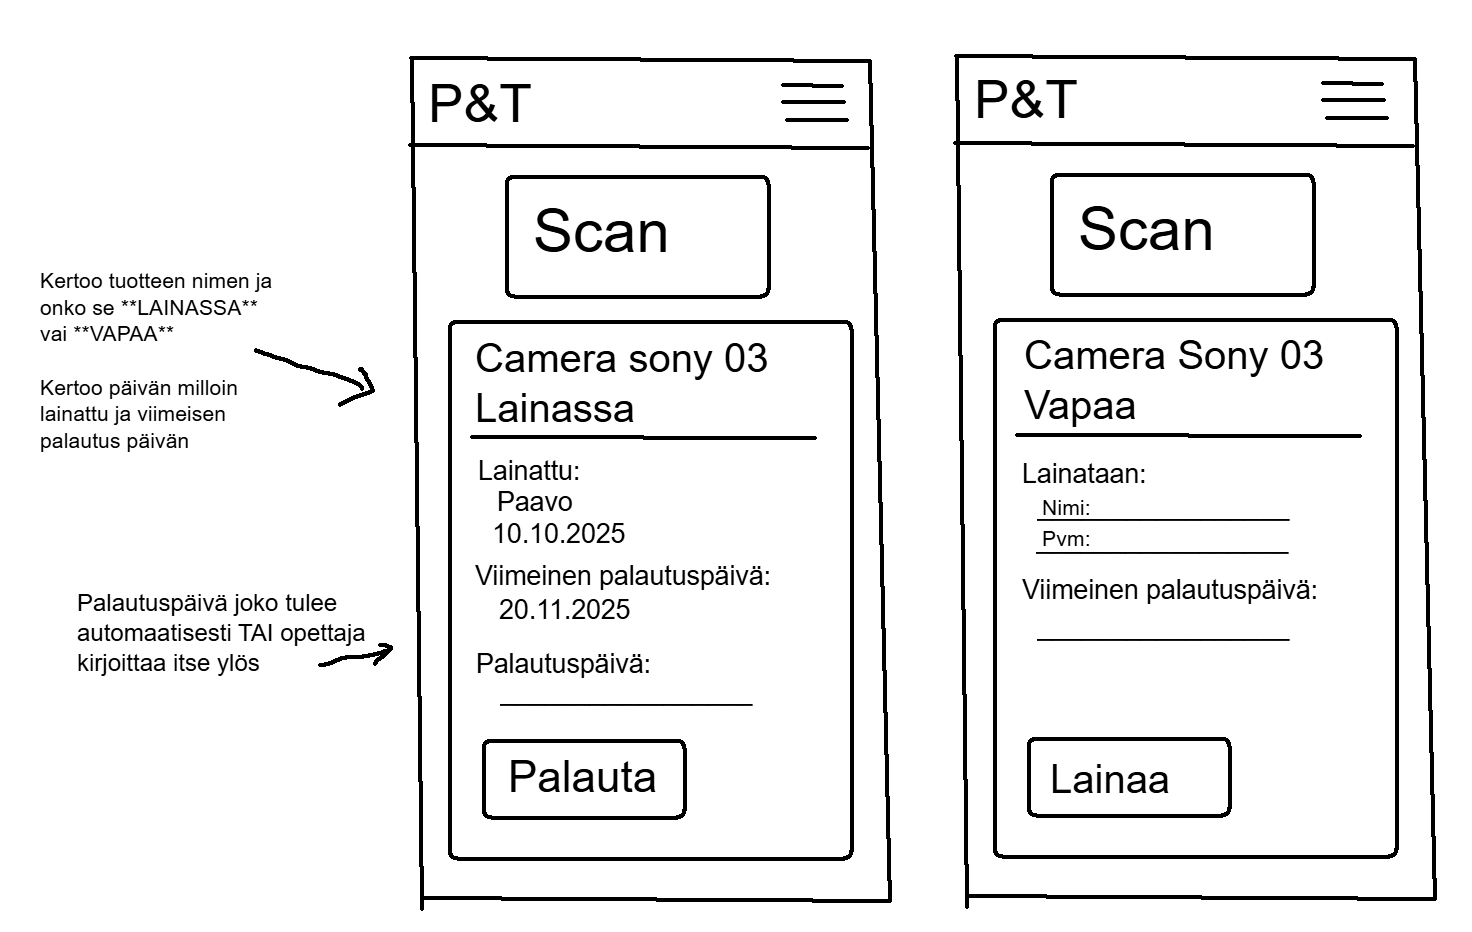 Kertoo tuotteen nimen ja
onko se **LAINASSA**
vai **VAPAA**
Kertoo päivän milloin
lainattu ja viimeisen
palautus päivän
Palautuspäivä joko tulee
automaatisesti TAI opettaja
kirjoittaa itse ylös
P&T
Scan
Camera sony 03
Lainassa
Lainattu:
Paavo
10.10.2025
Viimeinen palautuspäivä:
20.11.2025
Palautuspäivä:
Palauta
P&T
Scan
Camera Sony 03
Vapaa
Lainataan:
Nimi:
Pvm:
Viimeinen palautuspäivä:
Lainaa